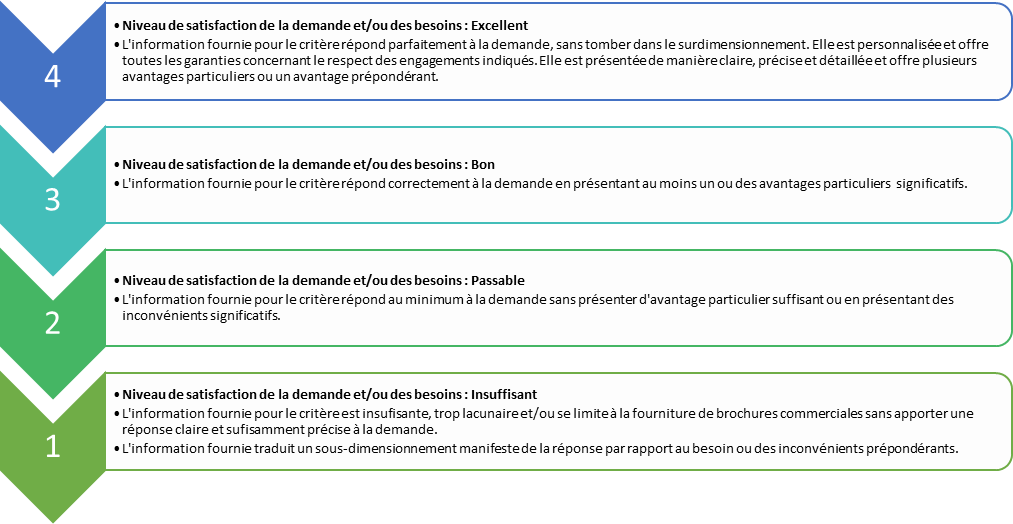 4
• Niveau de satisfaction de la demande et/ou des besoins : Excellent
• L'information fournie pour le critère répond parfaitement à la demande, sans tomber dans le surdimensionnement. Elle est personnalisée et offre
toutes les garanties concernant le respect des engagements indiqués. Elle est présentée de manière claire, précise et détaillée et offre plusieurs
avantages particuliers ou un avantage prépondérant.
3
• Niveau de satisfaction de la demande et/ou des besoins : Bon
• L'information fournie pour le critère répond correctement à la demande en présentant au moins un ou des avantages particuliers significatifs.
2
• Niveau de satisfaction de la demande et/ou des besoins : Passable
• L'information fournie pour le critère répond au minimum à la demande sans présenter d'avantage particulier suffisant ou en présentant des
inconvénients significatifs.
1
• Niveau de satisfaction de la demande et/ou des besoins : Insuffisant
• L'information fournie pour le critère est insufisante, trop lacunaire et/ou se limite à la fourniture de brochures commerciales sans apporter une
réponse claire et sufisamment précise à la demande.
• L'information fournie traduit un sous-dimensionnement manifeste de la réponse par rapport au besoin ou des inconvénients prépondérants.